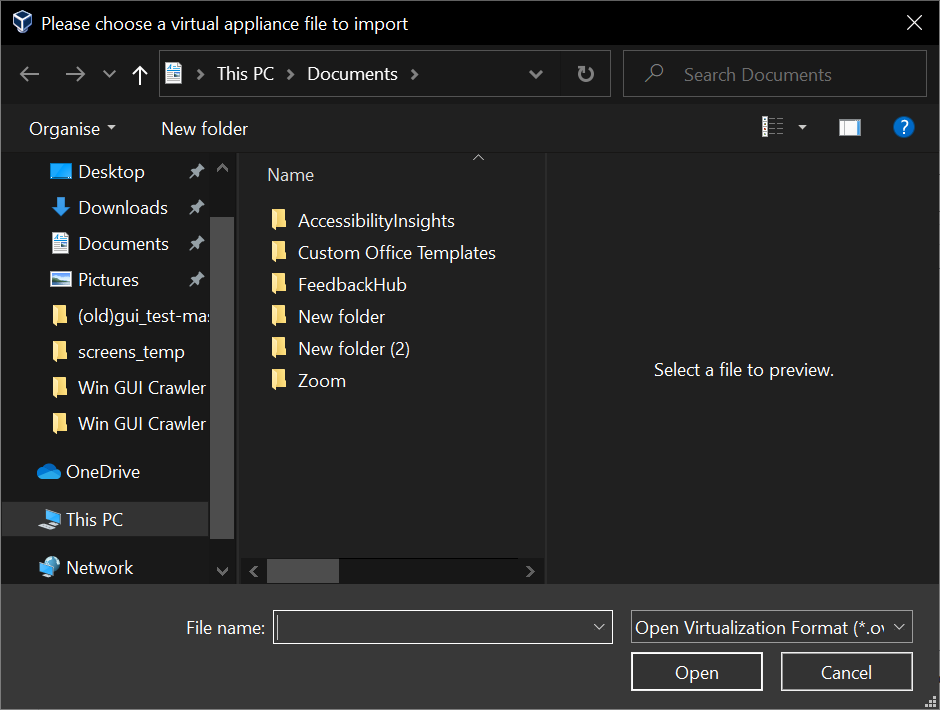 Please choose a virtual appliance file to import
This PC
Documents
Search Documents
Organise
New folder
?
Desktop
Downloads
Documents
Pictures
(old)gui_test-mas
screens_temp
Win GUI Crawler
Win GUI Crawler
OneDrive
This PC
Network
Name
AccessibilityInsights
Custom Office Templates
FeedbackHub
New folder
New folder (2)
Zoom
Select a file to preview.
File name:
Open Virtualization Format (*.ov
Open
Cancel